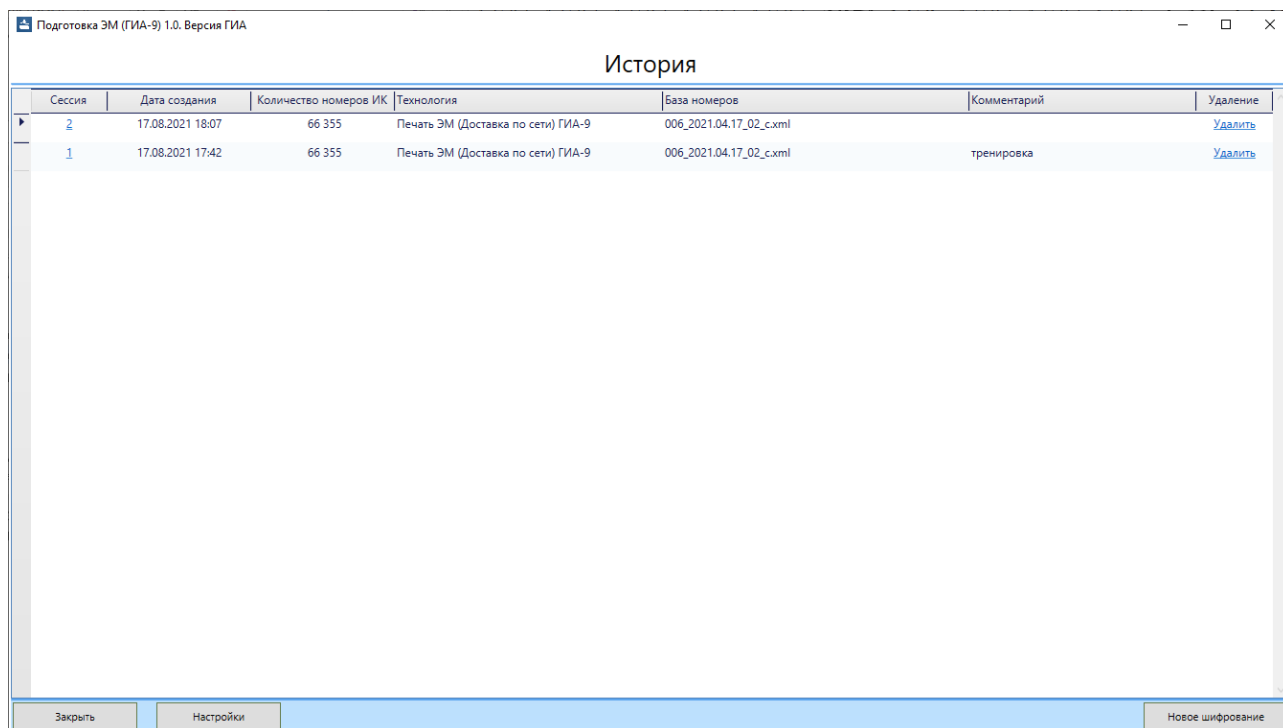 Подготовка ЭМ (ГИА-9) 1.0. Версия ГИА
История
Сессия Дата создания Количество номеров ИК Технология База номеров Комментарий Удаление
2 17.08.2021 18:07 66 355 Печать ЭМ (Доставка по сети) ГИА-9 006_2021.04.17_02_c.xml Удалить
1 17.08.2021 17:42 66 355 Печать ЭМ (Доставка по сети) ГИА-9 006_2021.04.17_02_c.xml тренировка Удалить
Закрыть Настройки Новое шифрование